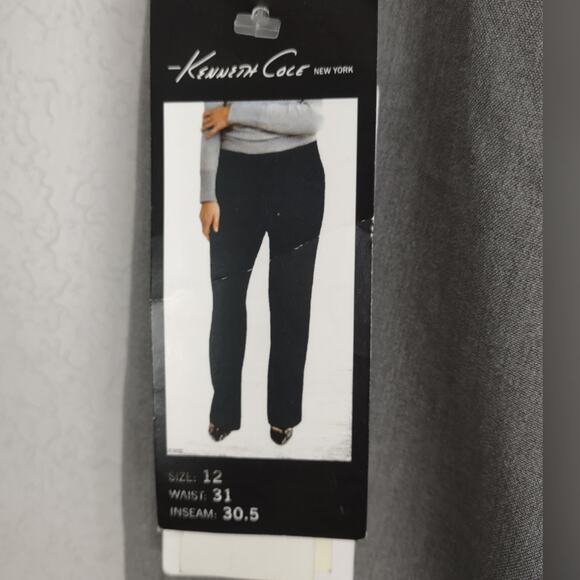 Kenneth Cole NEW YORK
SIZE: 12
WAIST: 31
INSEAM: 30.5